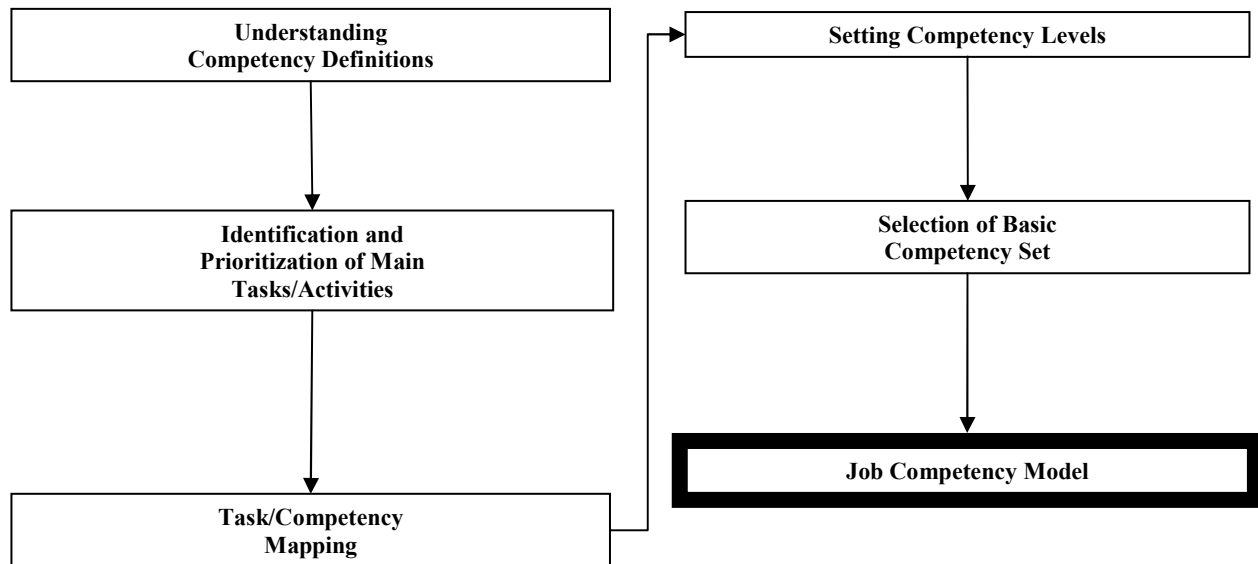 Understanding
Competency Definitions
Identification and
Prioritization of Main
Tasks/Activities
Task/Competency
Mapping
Setting Competency Levels
Selection of Basic
Competency Set
Job Competency Model